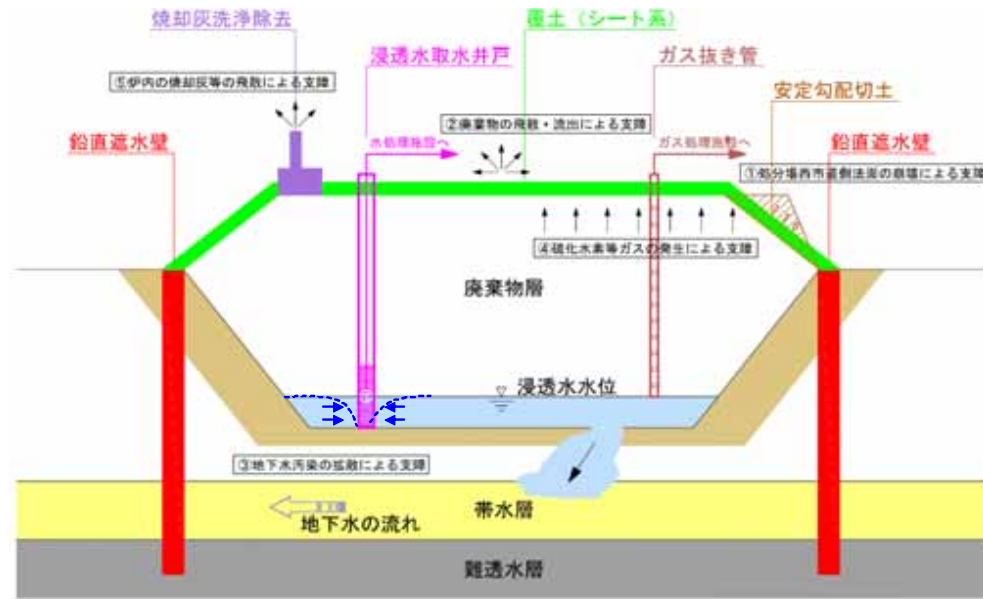 焼却灰洗浄除去
覆土（シート系）
浸透水取水井戸
ガス抜き管
⑤炉内の焼却灰等の飛散による支障
安定勾配切土
②廃棄物の飛散・流出による支障
鉛直遮水壁
水処理施設へ
ガス処理施設へ
鉛直遮水壁
①処分場西市道側法面の崩壊による支障
④硫化水素等ガスの発生による支障
廃棄物層
浸透水水位
③地下水汚染の拡散による支障
帯水層
地下水の流れ
難透水層